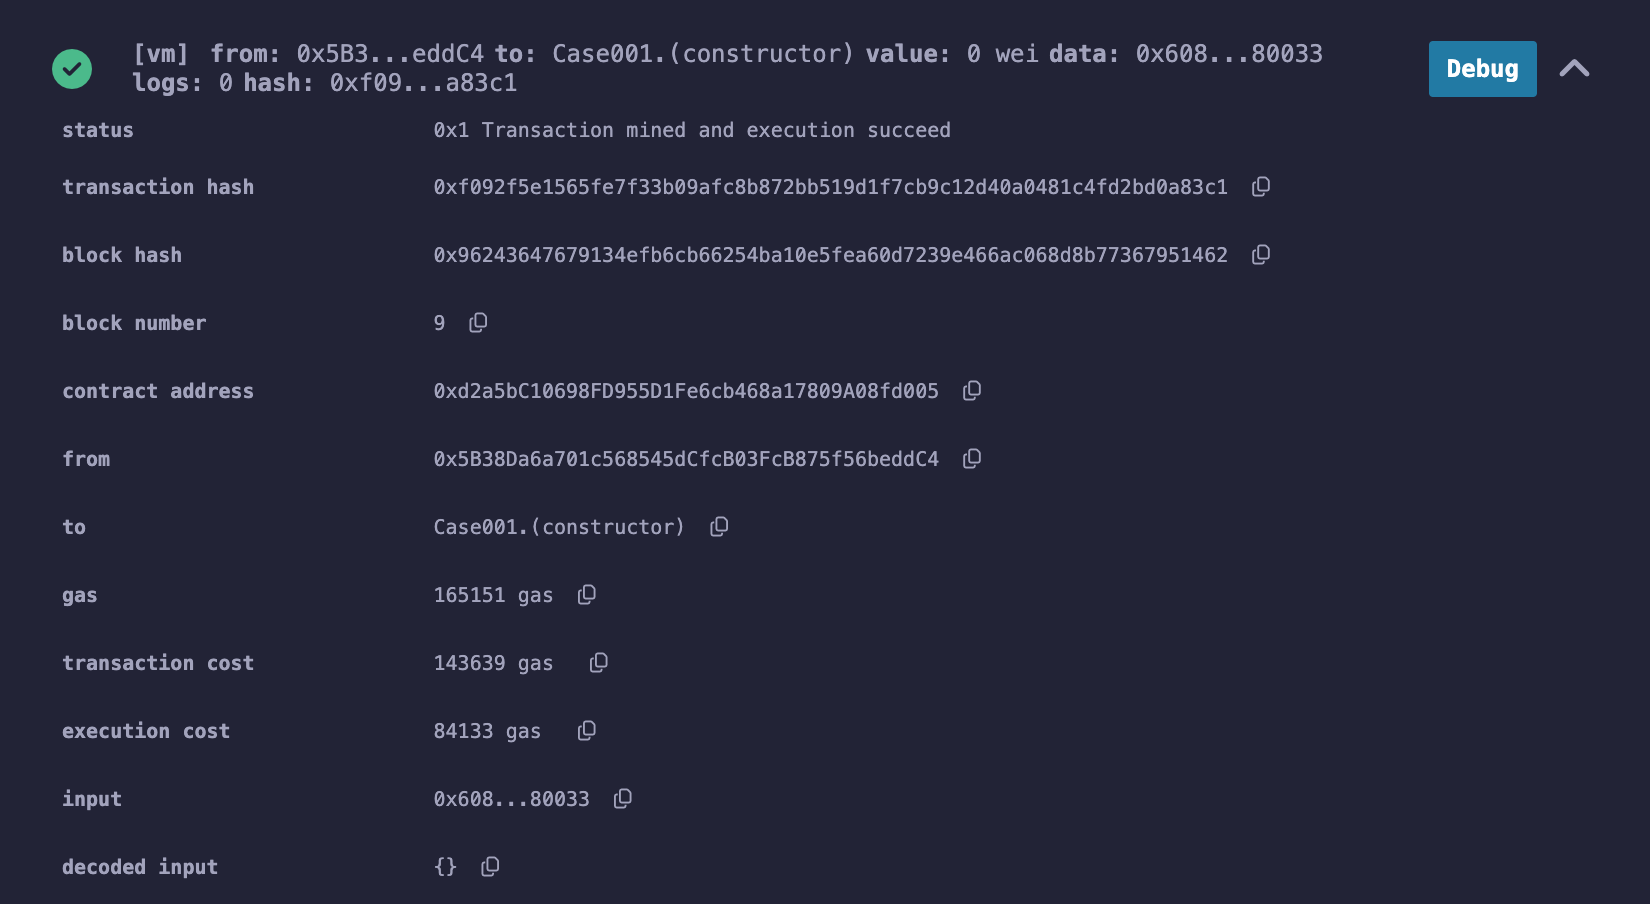 [vm] from: 0x5B3...eddC4 to: Case001.(constructor) value: 0 wei data: 0x608...80033
logs: 0 hash: 0xf09...a83c1
Debug
status 0x1 Transaction mined and execution succeed
transaction hash 0xf092f5e1565fe7f33b09afc8b872bb519d1f7cb9c12d40a0481c4fd2bd0a83c1
block hash 0x96243647679134efb6cb66254ba10e5fea60d7239e466ac068d8b77367951462
block number 9
contract address 0xd2a5bC10698FD955D1Fe6cb468a17809A08fd005
from 0x5B38Da6a701c568545dCfcB03FcB875f56beddC4
to Case001.(constructor)
gas 165151 gas
transaction cost 143639 gas
execution cost 84133 gas
input 0x608...80033
decoded input {}